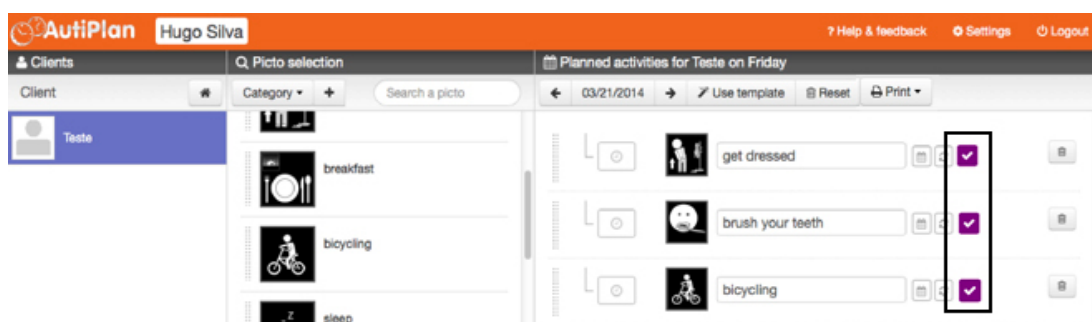 AutiPlan Hugo Silva ? Help & feedback Settings Logout
Clients Picto selection Planned activities for Teste on Friday
Client Category + Search a picto 03/21/2014 Use template Reset Print
Teste
breakfast
bicycling
Z sleep
get dressed
brush your teeth
bicycling